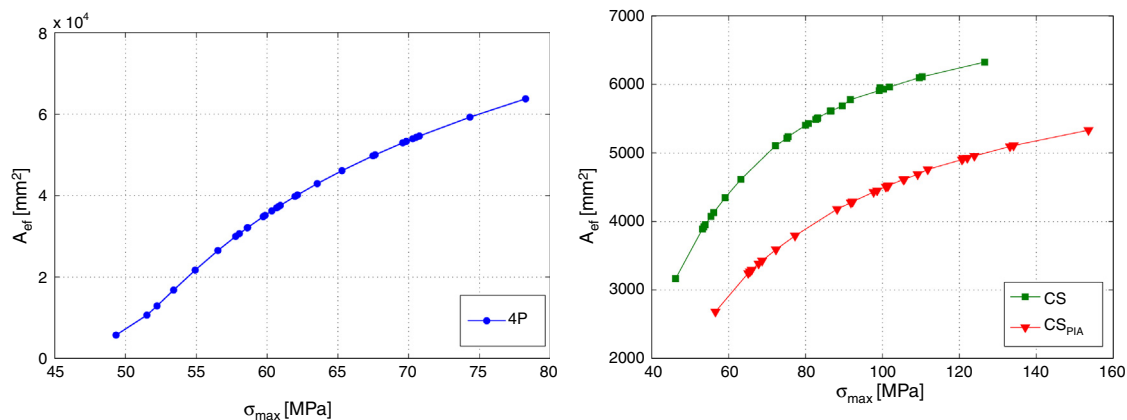 x 10⁴
8
6
4
2
0
45 50 55 60 65 70 75 80
A_ef [mm²]
σ_max [MPa]
4P
7000
6000
5000
4000
3000
2000
40 60 80 100 120 140 160
A_ef [mm²]
σ_max [MPa]
CS
CS_PIA